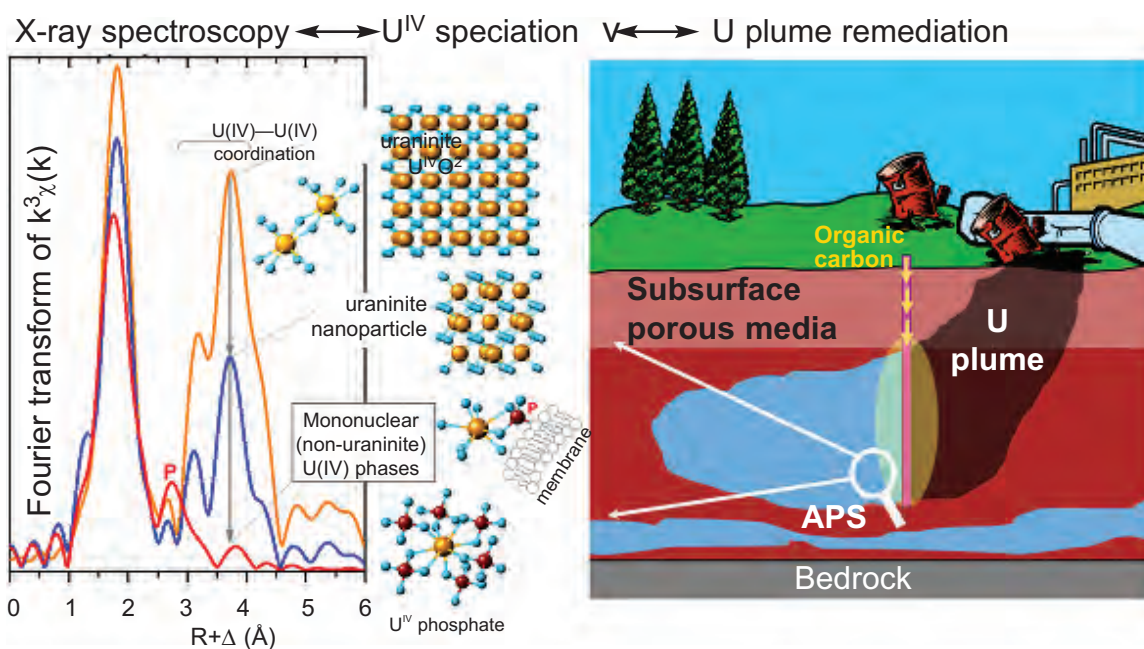 X-ray spectroscopy
U^IV speciation
v
U plume remediation
Fourier transform of k³χ(k)
U(IV)—U(IV)
coordination
uraninite
U^IVO²
uraninite
nanoparticle
P
Mononuclear
(non-uraninite)
U(IV) phases
P
membrane
U^IV phosphate
0 1 2 3 4 5 6
R+Δ (Å)
Organic
carbon
Subsurface
porous media
U
plume
APS
Bedrock